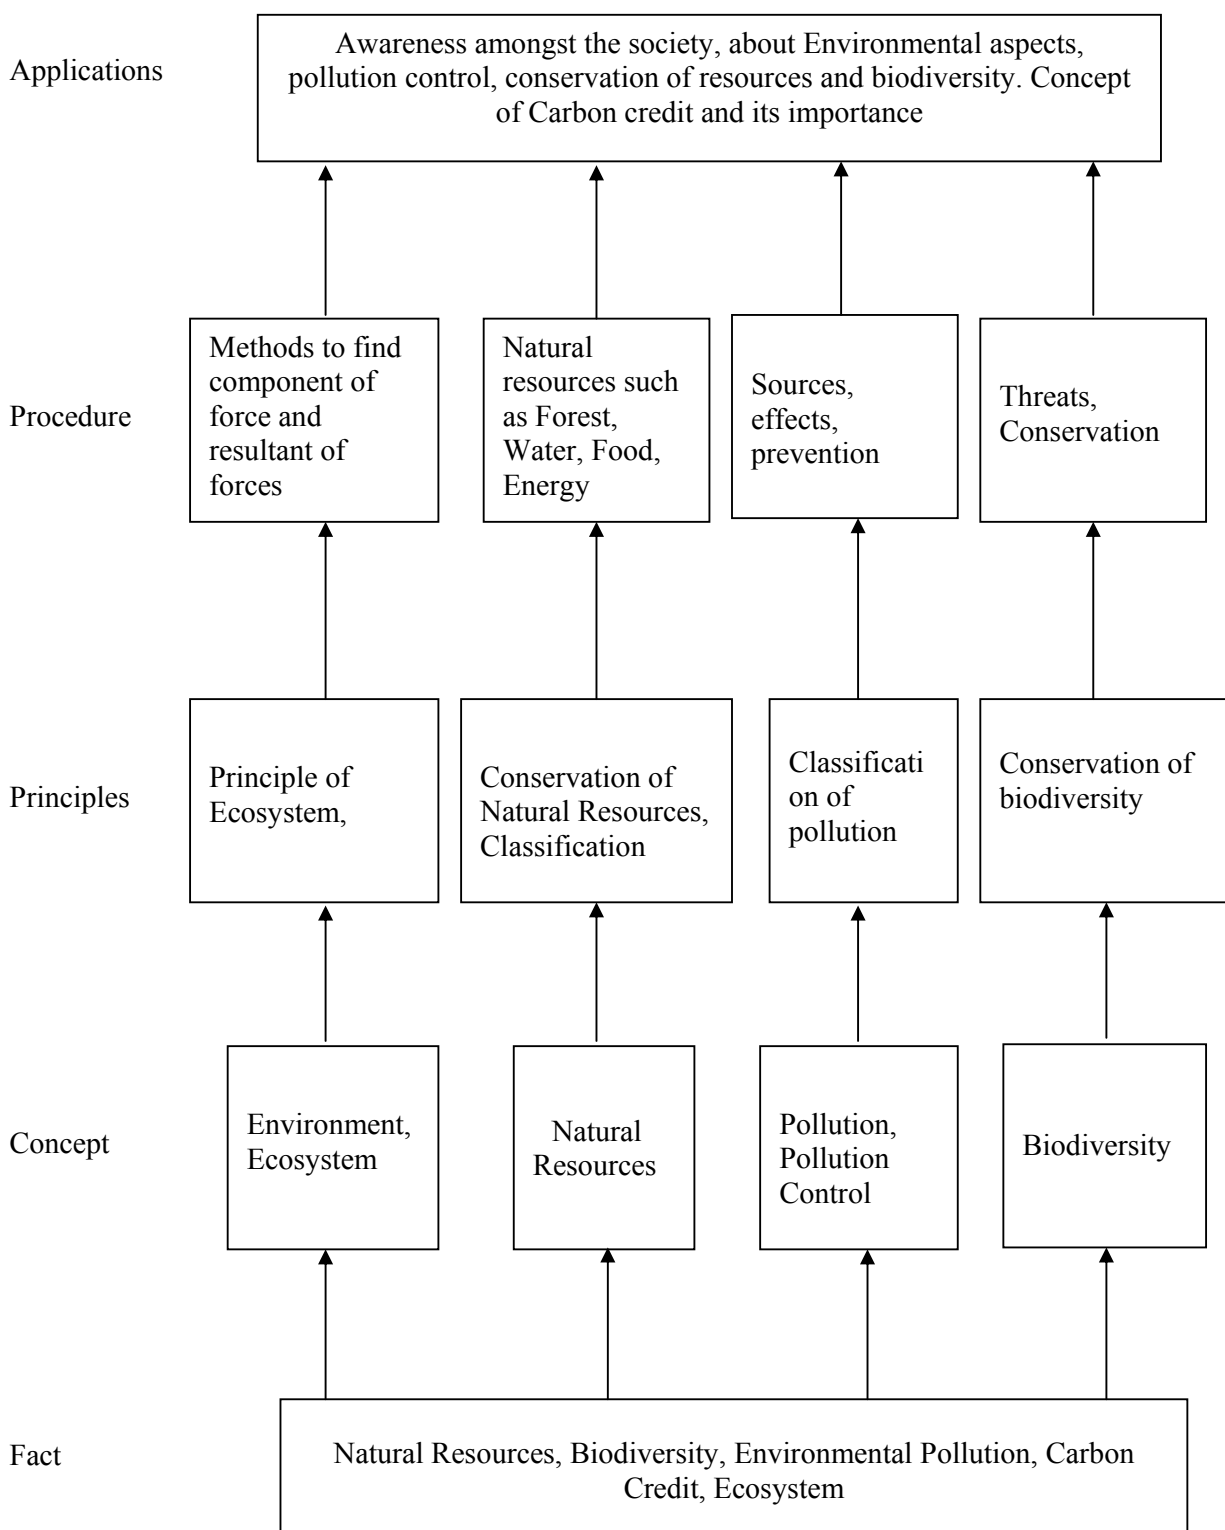 Applications
Awareness amongst the society, about Environmental aspects,
pollution control, conservation of resources and biodiversity. Concept
of Carbon credit and its importance
Procedure
Methods to find
component of
force and
resultant of
forces
Natural
resources such
as Forest,
Water, Food,
Energy
Sources,
effects,
prevention
Threats,
Conservation
Principles
Principle of
Ecosystem,
Conservation of
Natural Resources,
Classification
Classificati
on of
pollution
Conservation of
biodiversity
Concept
Environment,
Ecosystem
Natural
Resources
Pollution,
Pollution
Control
Biodiversity
Fact
Natural Resources, Biodiversity, Environmental Pollution, Carbon
Credit, Ecosystem